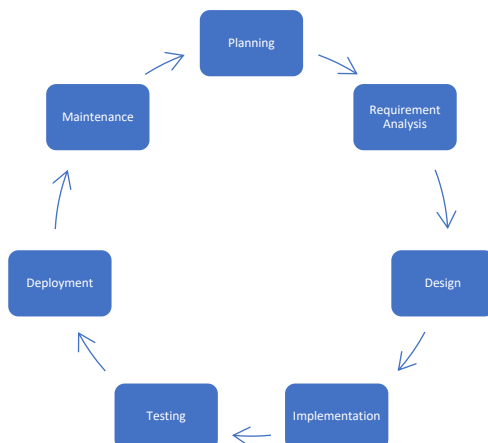 Planning
Requirement
Analysis
Design
Implementation
Testing
Deployment
Maintenance